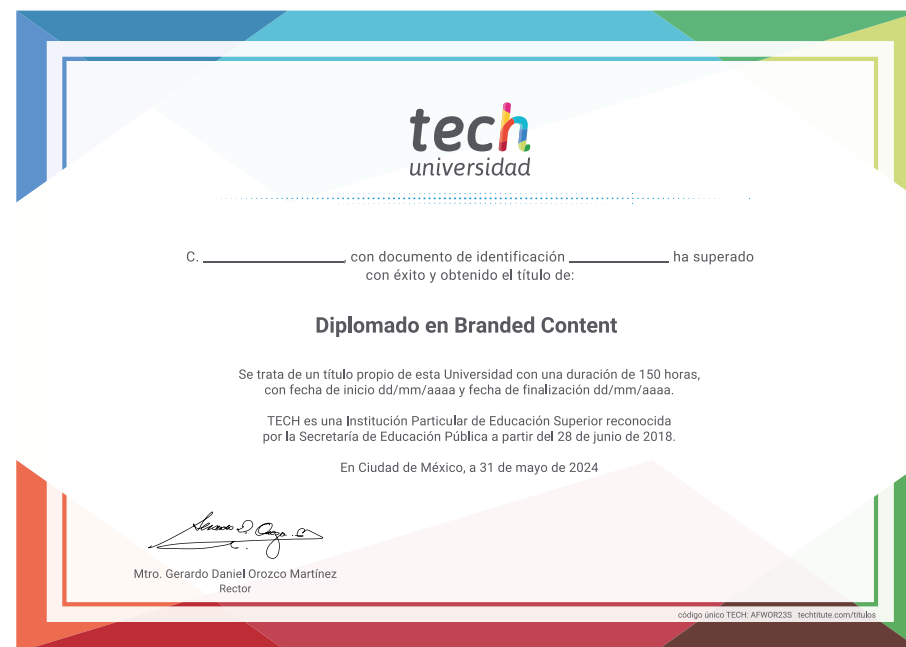 tech
universidad
C. ____________, con documento de identificación ____________ ha superado
con éxito y obtenido el título de:
Diplomado en Branded Content
Se trata de un título propio de esta Universidad con una duración de 150 horas,
con fecha de inicio dd/mm/aaaa y fecha de finalización dd/mm/aaaa.
TECH es una Institución Particular de Educación Superior reconocida
por la Secretaría de Educación Pública a partir del 28 de junio de 2018.
En Ciudad de México, a 31 de mayo de 2024
Mtro. Gerardo Daniel Orozco Martínez
Rector
código único TECH: AFWOR23S techtitute.com/titulos